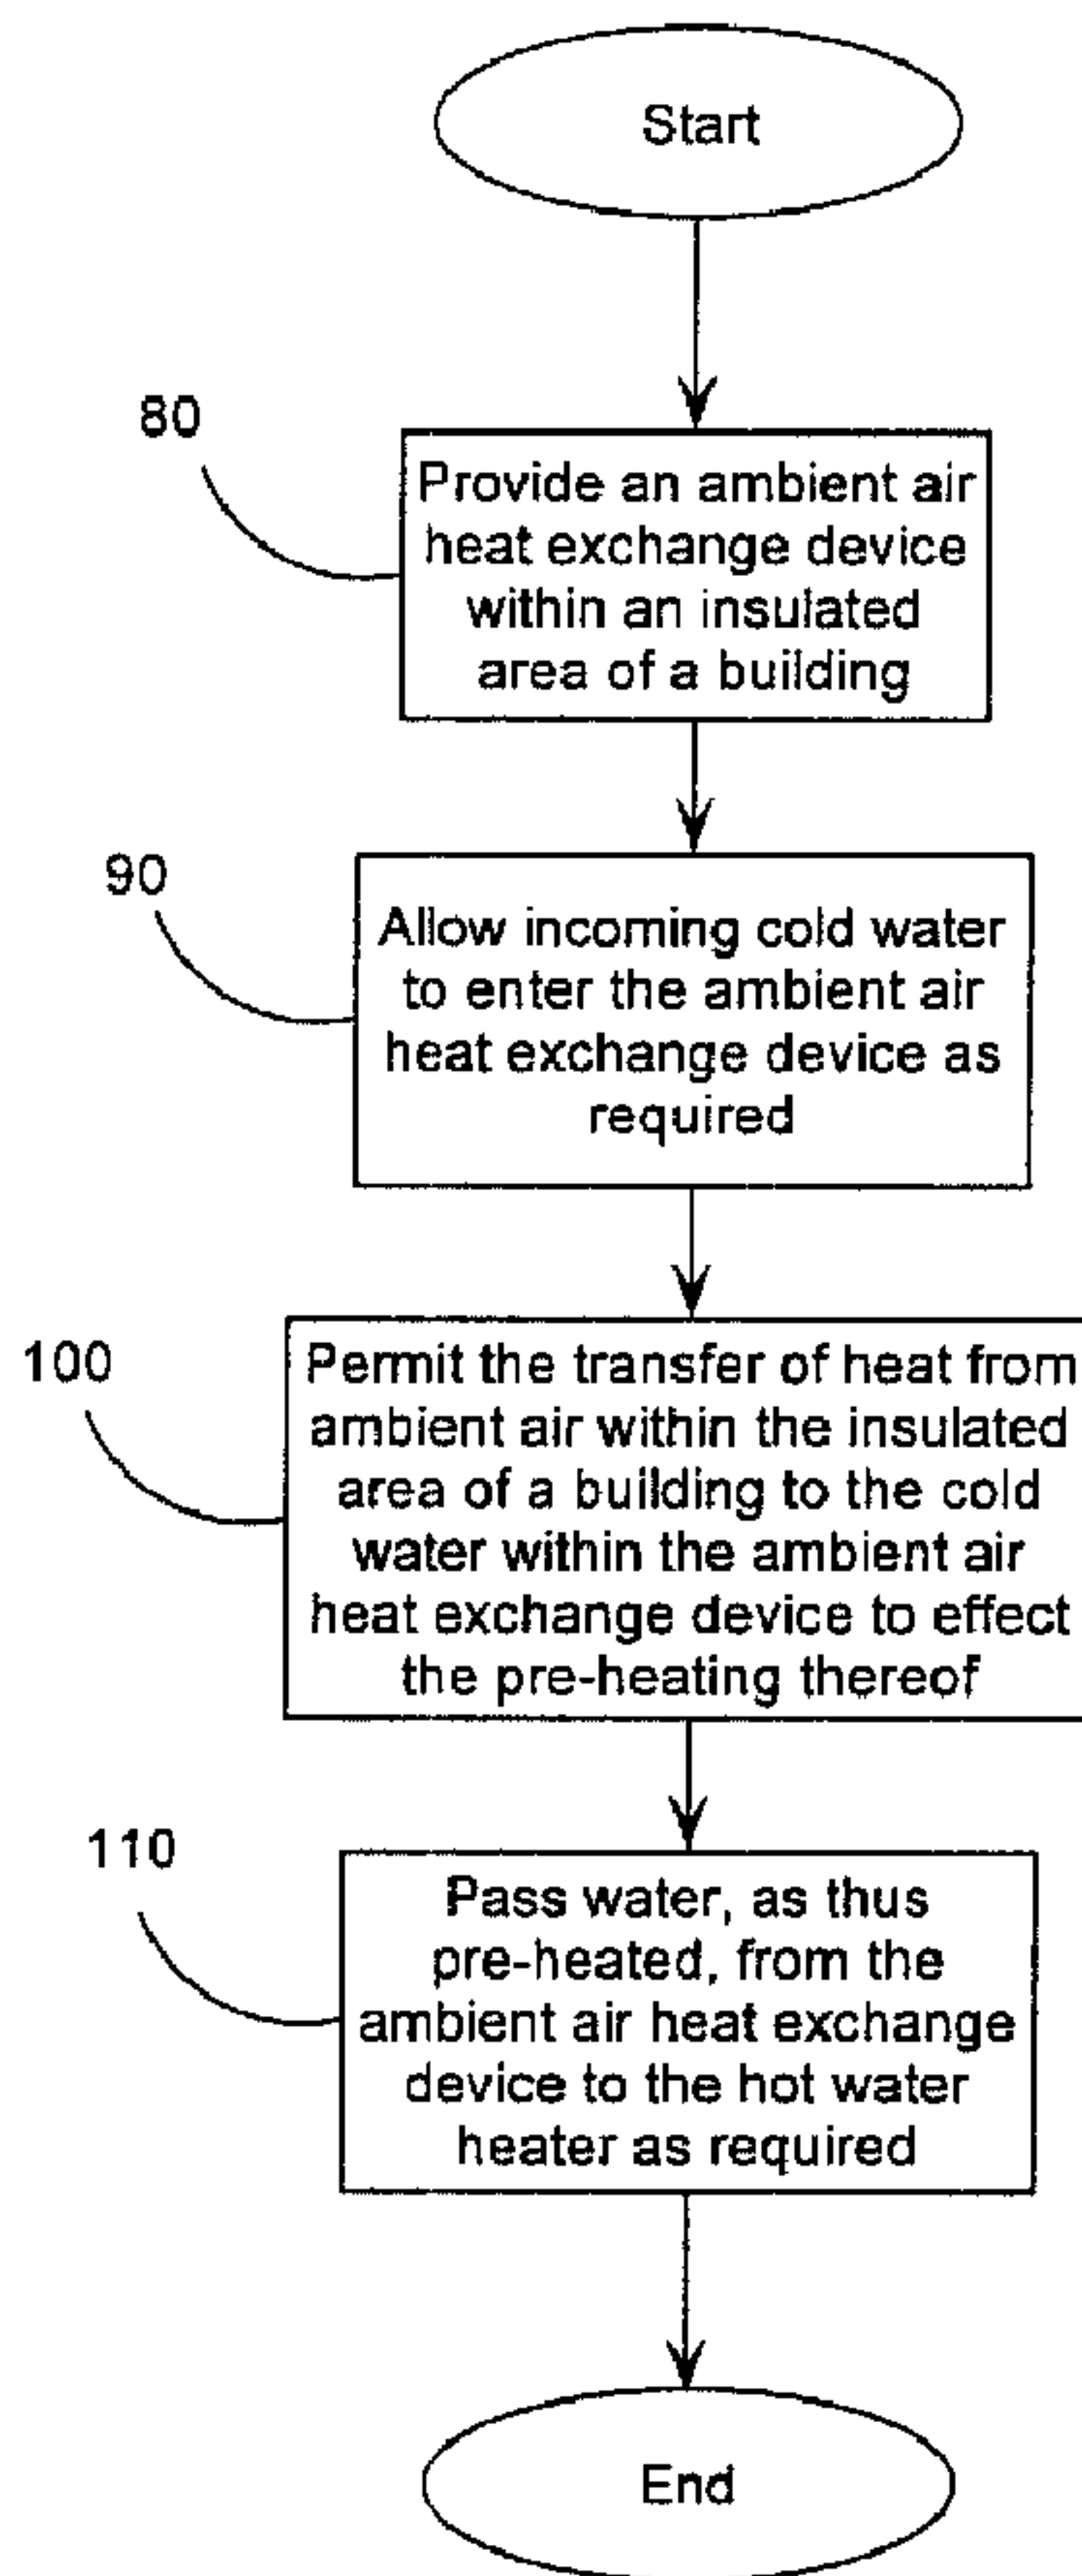 Start
80
Provide an ambient air
heat exchange device
within an insulated
area of a building
90
Allow incoming cold water
to enter the ambient air
heat exchange device as
required
100
Permit the transfer of heat from
ambient air within the insulated
area of a building to the cold
water within the ambient air
heat exchange device to effect
the pre-heating thereof
110
Pass water, as thus
pre-heated, from the
ambient air heat exchange
device to the hot water
heater as required
End